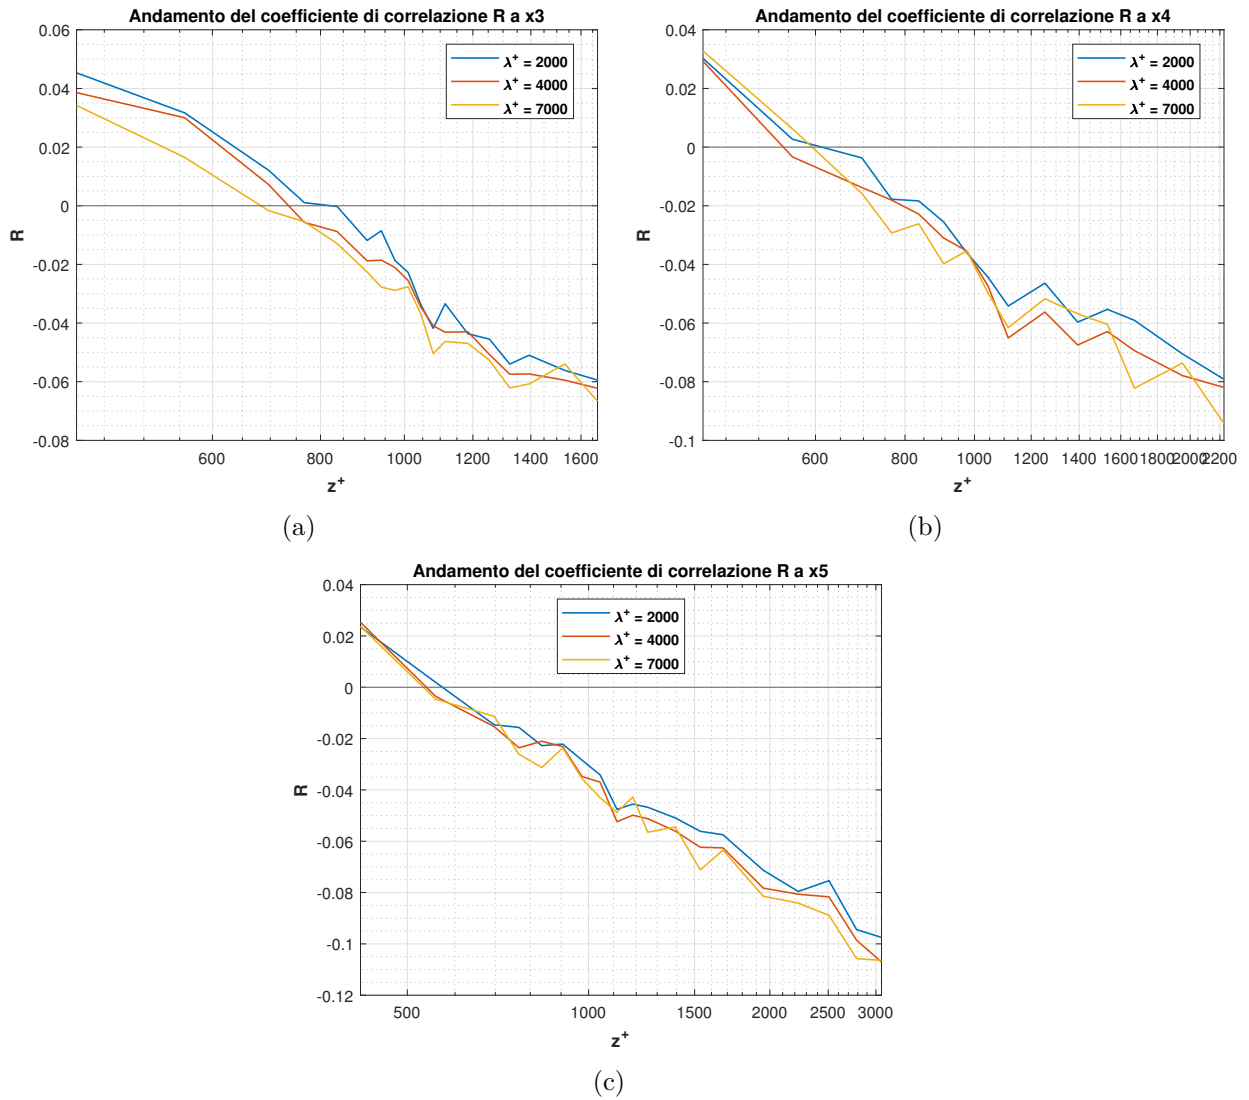 Andamento del coefficiente di correlazione R a x3
0.06
0.04
0.02
0
-0.02
-0.04
-0.06
-0.08
R
λ+ = 2000
λ+ = 4000
λ+ = 7000
600 800 1000 1200 1400 1600
z+
(a)
Andamento del coefficiente di correlazione R a x4
0.04
0.02
0
-0.02
-0.04
-0.06
-0.08
-0.1
R
λ+ = 2000
λ+ = 4000
λ+ = 7000
600 800 1000 1200 1400 1600 1800 2000 2200
z+
(b)
Andamento del coefficiente di correlazione R a x5
0.04
0.02
0
-0.02
-0.04
-0.06
-0.08
-0.1
-0.12
R
λ+ = 2000
λ+ = 4000
λ+ = 7000
500 1000 1500 2000 2500 3000
z+
(c)